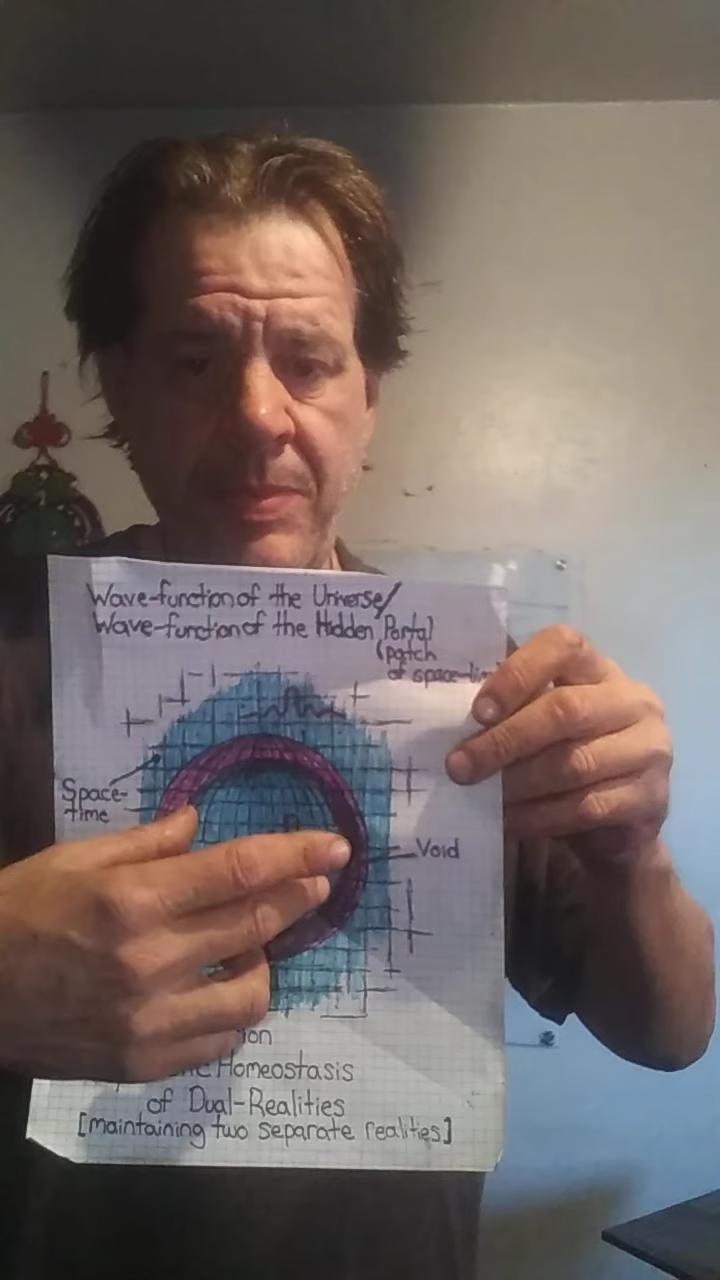 Wave-function of the Universe/
Wave-function of the Hidden Portal
(patch
of space-
Space-
time
Void
Homeostasis
of Dual-Realities
[maintaining two separate realities]